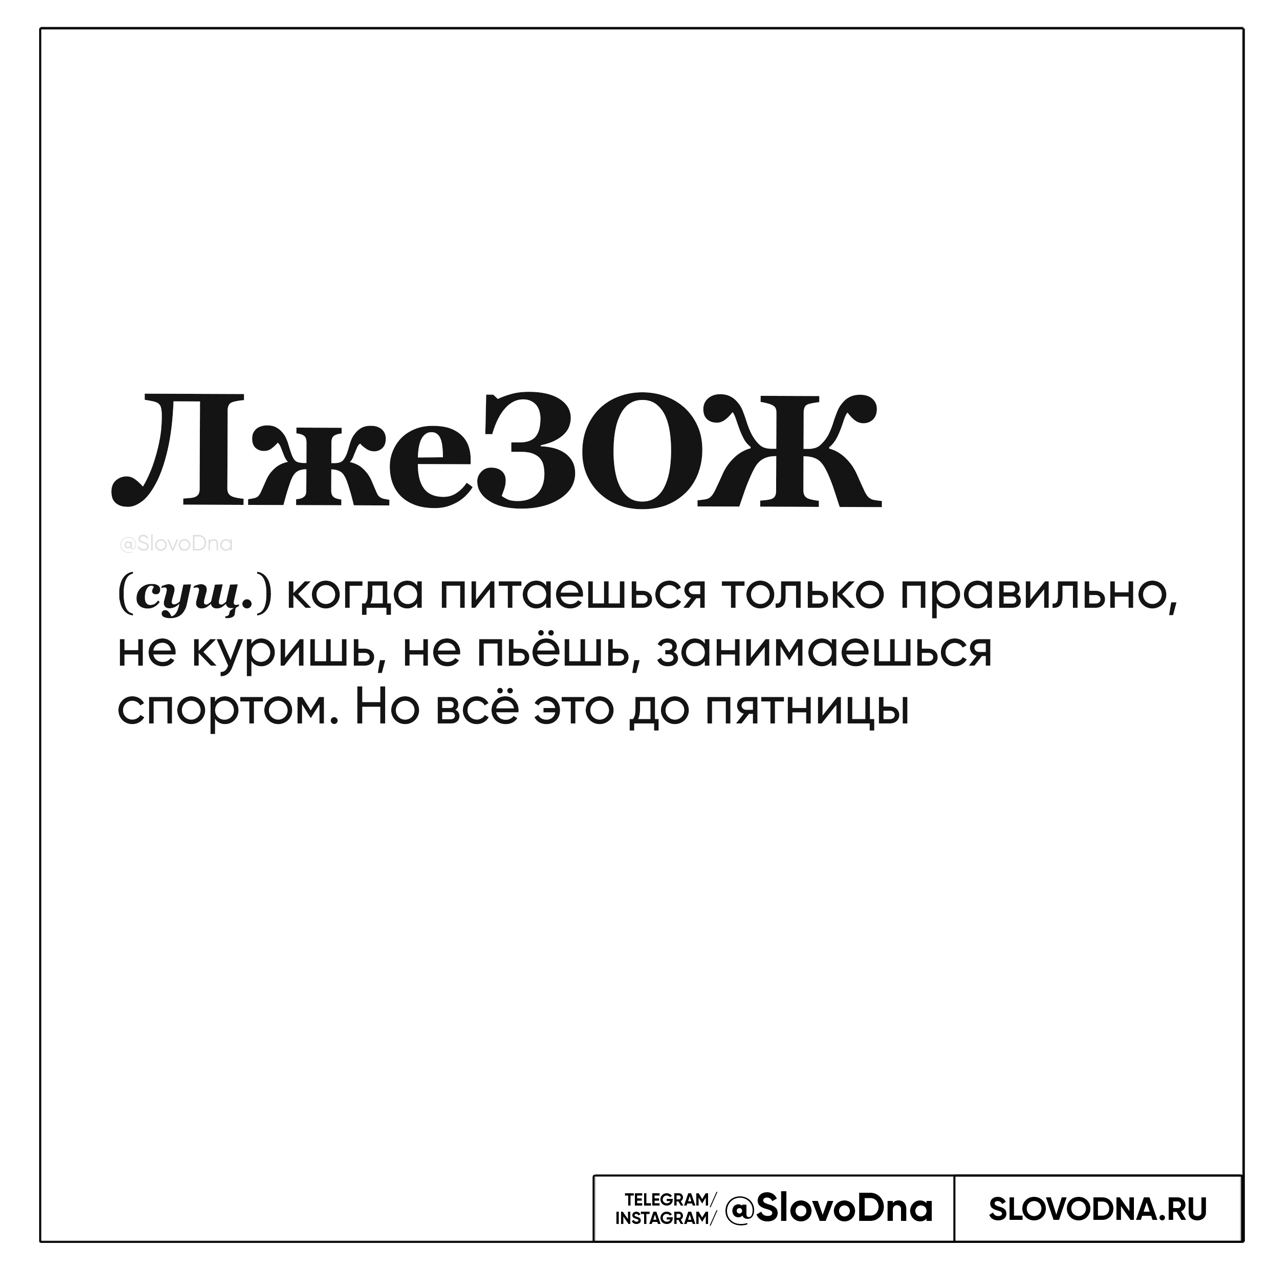 ЛжеЗОЖ
@SlovoDna
(сущ.) когда питаешься только правильно,
не куришь, не пьёшь, занимаешься
спортом. Но всё это до пятницы
TELEGRAM/
INSTAGRAM/
@SlovoDna
SLOVODNA.RU